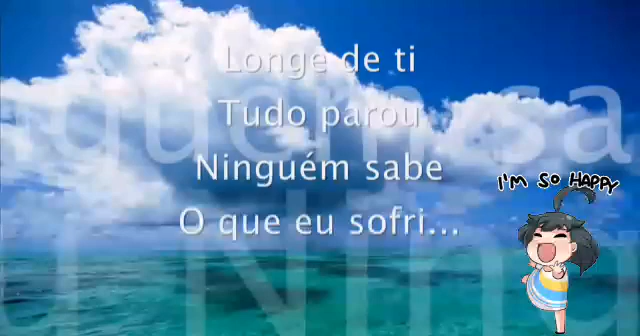 Longe de ti
Tudo parou
Ninguém sabe
O que eu sofri...
I'M SO HAPPY